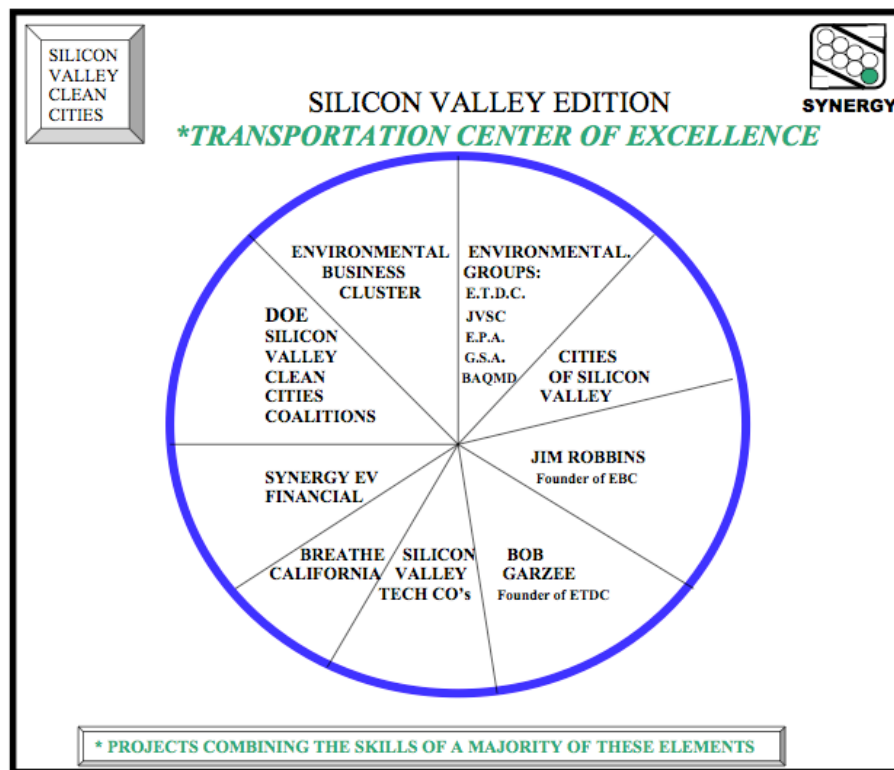 SILICON
VALLEY
CLEAN
CITIES
SYNERGY
SILICON VALLEY EDITION
*TRANSPORTATION CENTER OF EXCELLENCE
ENVIRONMENTAL
BUSINESS
CLUSTER
ENVIRONMENTAL.
GROUPS:
E.T.D.C.
JVSC
E.P.A.
G.S.A.
BAQMD
DOE
SILICON
VALLEY
CLEAN
CITIES
COALITIONS
CITIES
OF SILICON
VALLEY
JIM ROBBINS
Founder of EBC
SYNERGY EV
FINANCIAL
BREATHE
CALIFORNIA
SILICON
VALLEY
TECH CO's
BOB
GARZEE
Founder of ETDC
* PROJECTS COMBINING THE SKILLS OF A MAJORITY OF THESE ELEMENTS